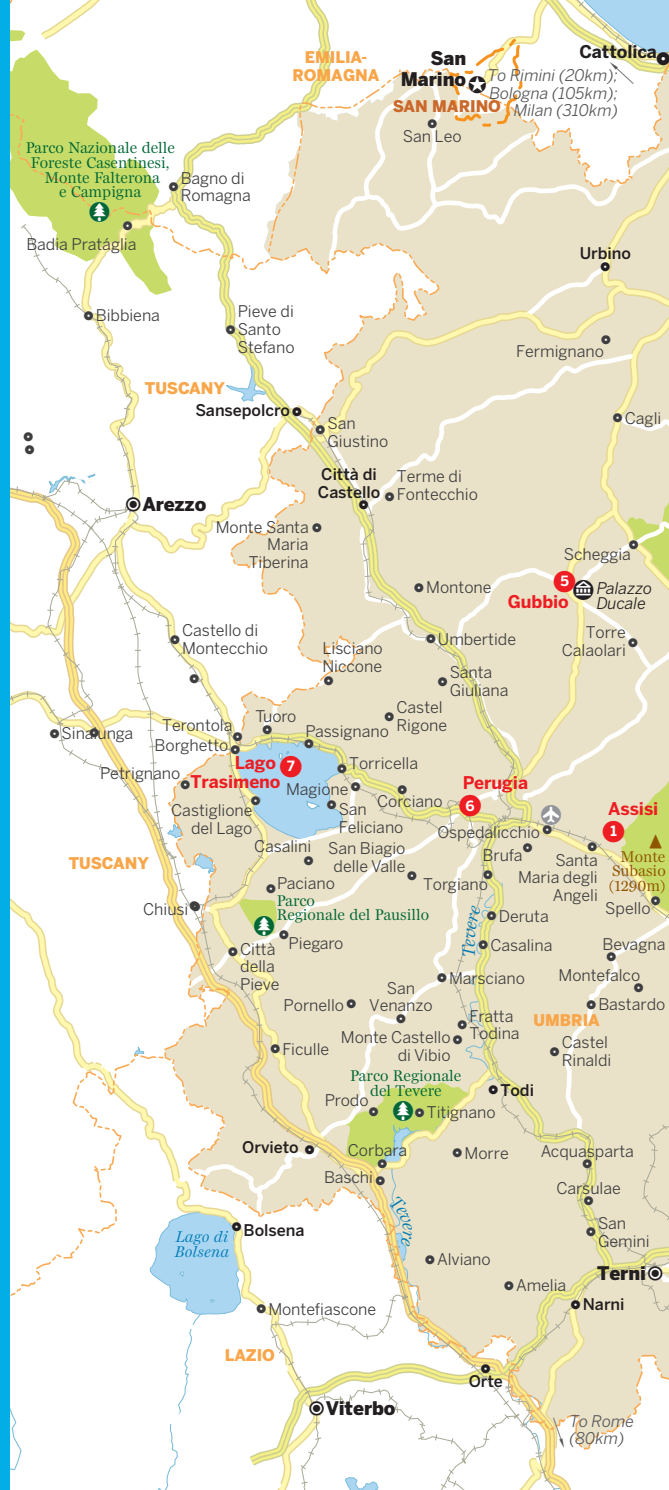 EMILIA-
ROMAGNA
San
Marino
Cattolica
To Rimini (20km);
Bologna (105km);
Milan (310km)
SAN MARINO
San Leo
Parco Nazionale delle
Foreste Casentinesi,
Monte Falterona
e Campigna
Bagno di
Romagna
Badia Pratáglia
Urbino
Bibbiena
Pieve di
Santo
Stefano
Fermignano
TUSCANY
Sansepolcro
San
Giustino
Cagli
Città di
Castello
Terme di
Fontecchio
Arezzo
Monte Santa
Maria
Tiberina
Scheggia
5
Gubbio
Palazzo
Ducale
Montone
Castello di
Montecchio
Umbertide
Torre
Calaolari
Lisciano
Niccone
Santa
Giuliana
Castel
Rigone
Sinalunga
Terontola
Borghetto
Tuoro
Passignano
Lago
Trasimeno
7
Torricella
Petrignano
Magione
Corciano
Perugia
6
Assisi
1
Castiglione
del Lago
San
Feliciano
Ospedalicchio
Monte
Subasio
(1290m)
Casalini
San Biagio
delle Valle
Brufa
Santa
Maria degli
Angeli
TUSCANY
Paciano
Torgiano
Spello
Chiusi
Parco
Regionale del Pausillo
Deruta
Tevere
Piegaro
Casalina
Bevagna
Città
della
Pieve
Marsciano
Montefalco
Pornello
San
Venanzo
Bastardo
Fratta
Todina
UMBRIA
Monte Castello
di Vibio
Castel
Rinaldi
Ficulle
Parco Regionale
del Tevere
Todi
Prodo
Titignano
Orvieto
Corbara
Morre
Acquasparta
Baschi
Carsulae
Tevere
Bolsena
Lago di
Bolsena
San
Gemini
Alviano
Terni
Amelia
Narni
Montefiascone
LAZIO
Orte
Viterbo
To Rome
(80km)